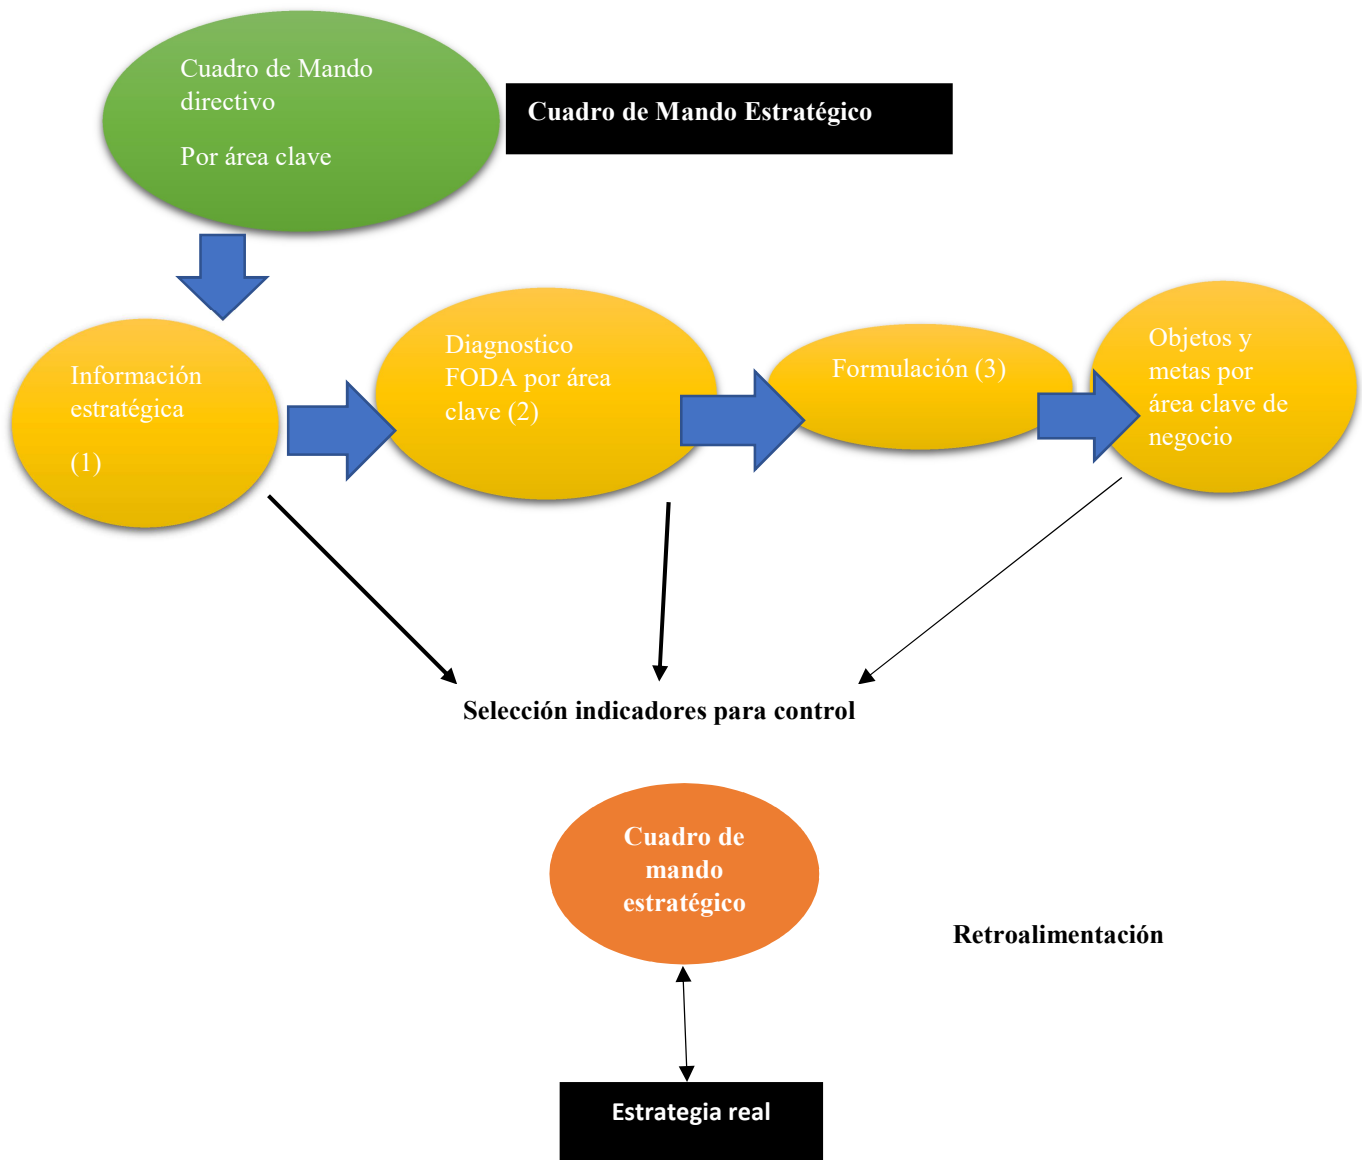 Cuadro de Mando
directivo
Por área clave
Cuadro de Mando Estratégico
Información
estratégica
(1)
Diagnostico
FODA por área
clave (2)
Formulación (3)
Objetos y
metas por
área clave de
negocio
Selección indicadores para control
Cuadro de
mando
estratégico
Retroalimentación
Estrategia real